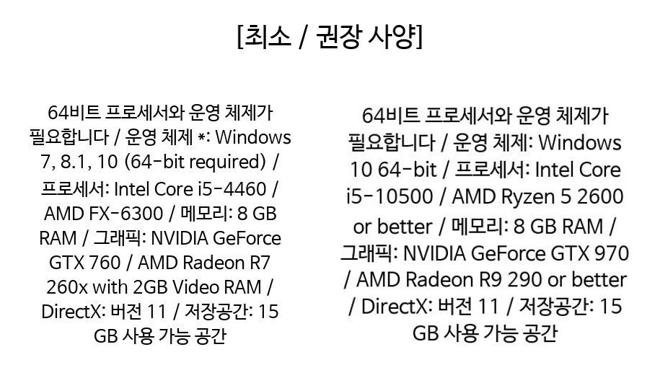 [최소 / 권장 사양]
64비트 프로세서와 운영 체제가
필요합니다 / 운영 체제 *: Windows
7, 8.1, 10 (64-bit required) /
프로세서: Intel Core i5-4460 /
AMD FX-6300 / 메모리: 8 GB
RAM / 그래픽: NVIDIA GeForce
GTX 760 / AMD Radeon R7
260x with 2GB Video RAM /
DirectX: 버전 11 / 저장공간: 15
GB 사용 가능 공간
64비트 프로세서와 운영 체제가
필요합니다 / 운영 체제: Windows
10 64-bit / 프로세서: Intel Core
i5-10500 / AMD Ryzen 5 2600
or better / 메모리: 8 GB RAM /
그래픽: NVIDIA GeForce GTX 970
/ AMD Radeon R9 290 or better
/ DirectX: 버전 11 / 저장공간: 15
GB 사용 가능 공간